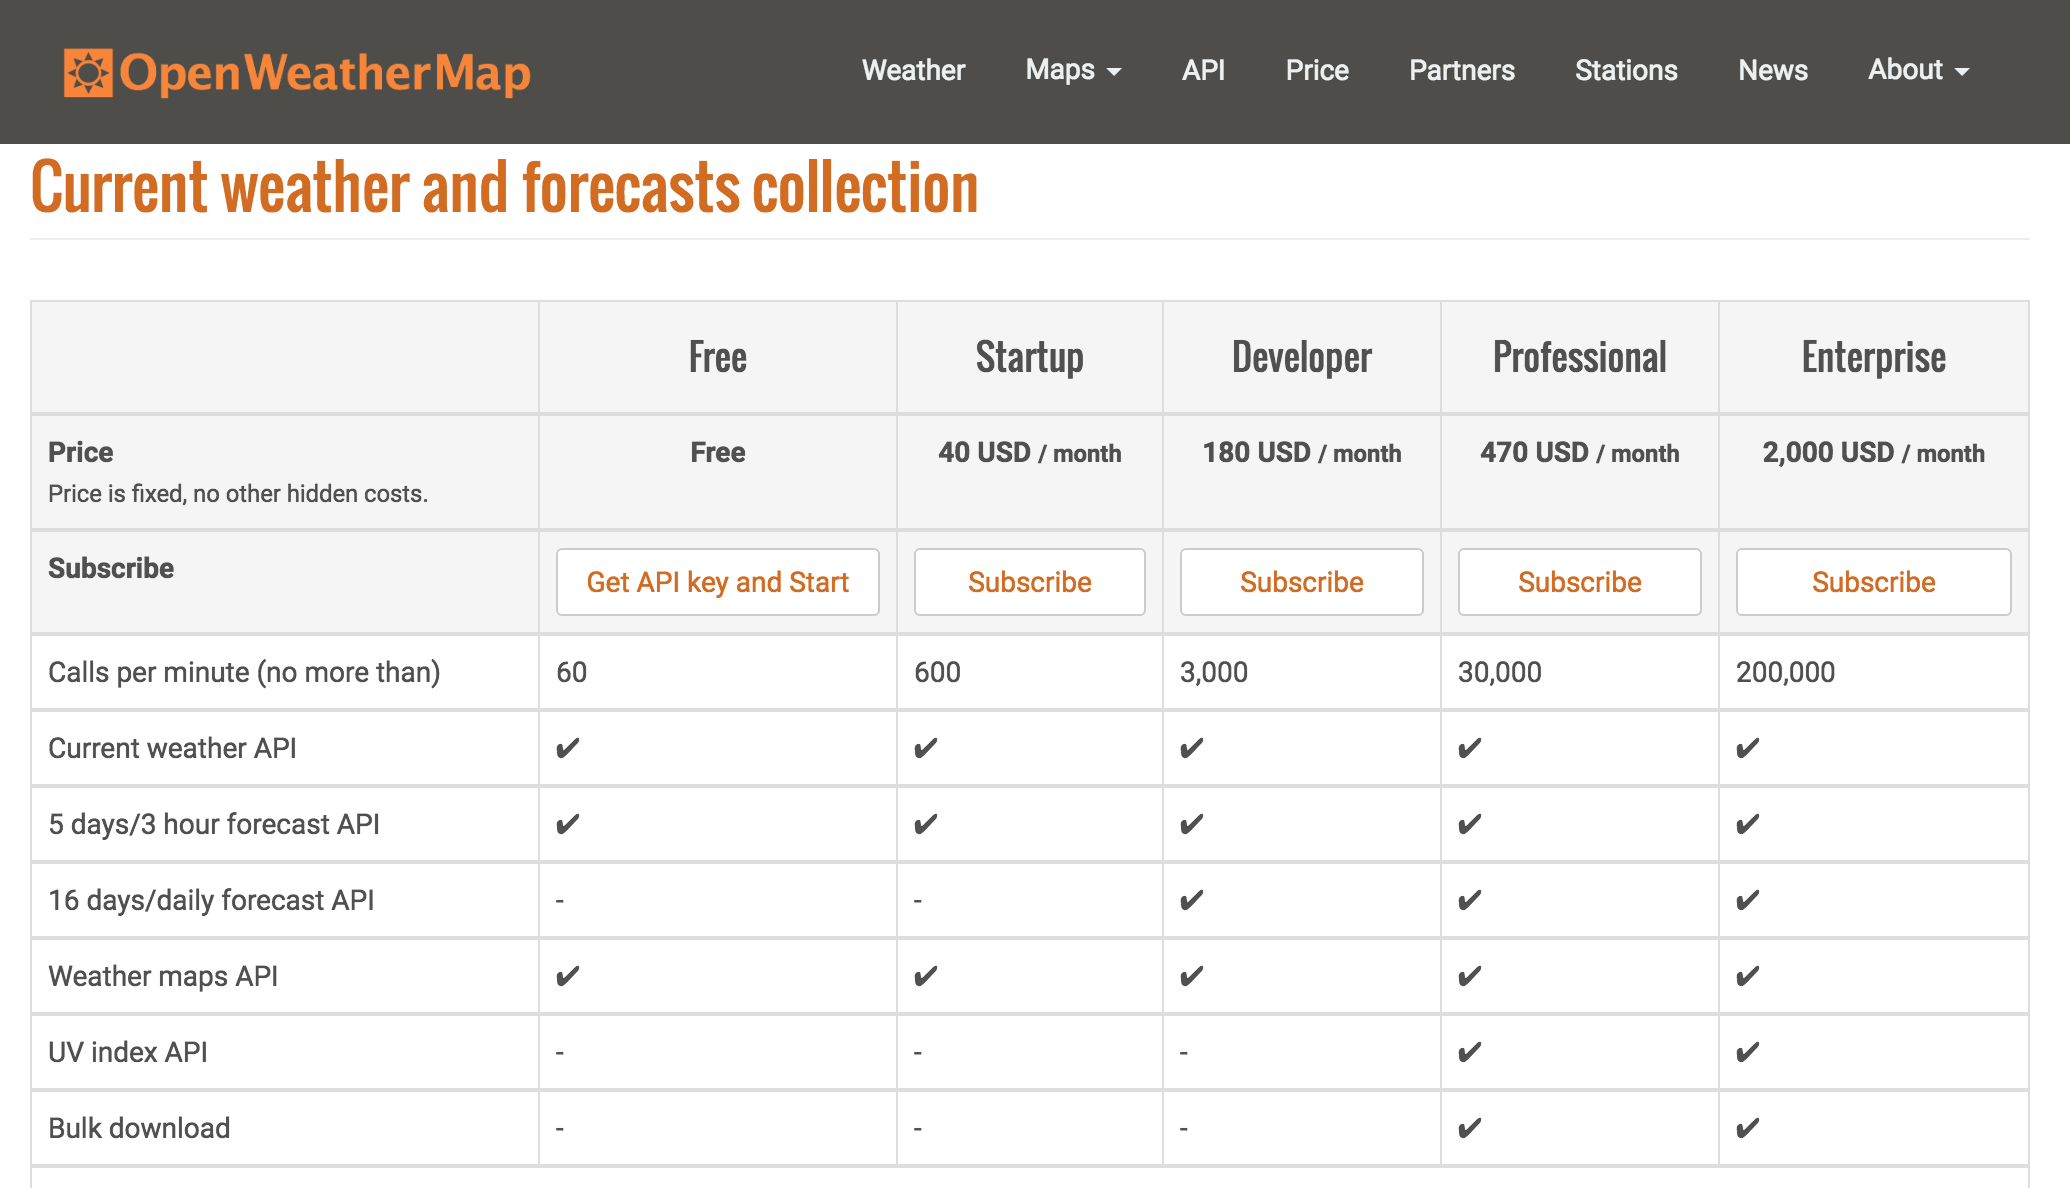 OpenWeatherMap
Weather Maps API Price Partners Stations News About
Current weather and forecasts collection
Free Startup Developer Professional Enterprise
Price Free 40 USD / month 180 USD / month 470 USD / month 2,000 USD / month
Price is fixed, no other hidden costs.
Subscribe Get API key and Start Subscribe Subscribe Subscribe Subscribe
Calls per minute (no more than) 60 600 3,000 30,000 200,000
Current weather API ✔ ✔ ✔ ✔ ✔
5 days/3 hour forecast API ✔ ✔ ✔ ✔ ✔
16 days/daily forecast API - - ✔ ✔ ✔
Weather maps API ✔ ✔ ✔ ✔ ✔
UV index API - - - ✔ ✔
Bulk download - - - ✔ ✔